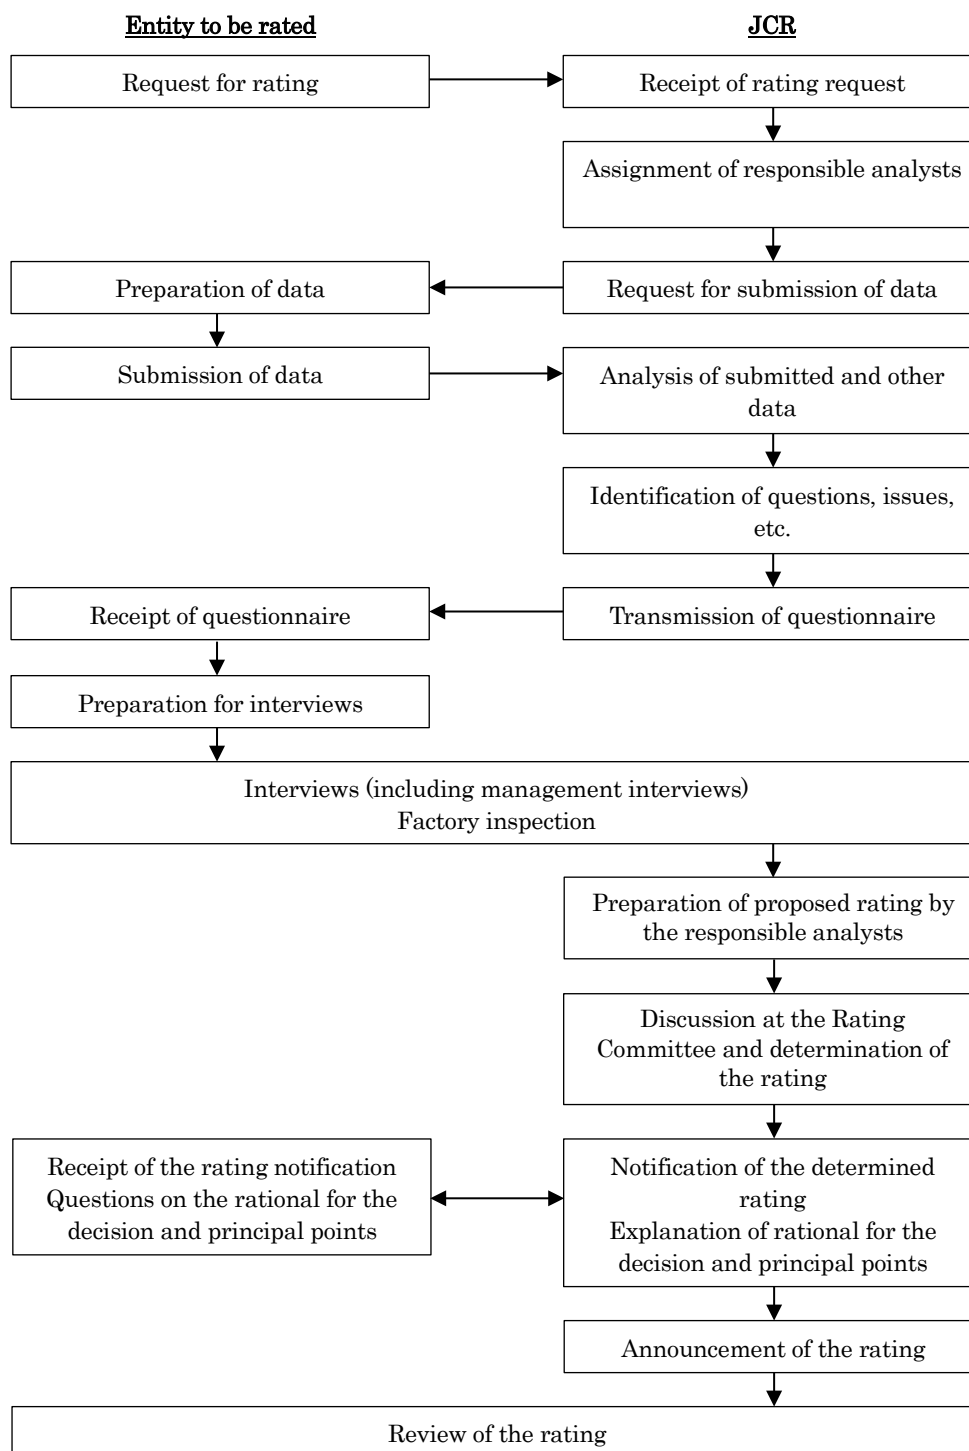 Entity to be rated
JCR
Request for rating
Receipt of rating request
Assignment of responsible analysts
Preparation of data
Request for submission of data
Submission of data
Analysis of submitted and other
data
Identification of questions, issues,
etc.
Receipt of questionnaire
Transmission of questionnaire
Preparation for interviews
Interviews (including management interviews)
Factory inspection
Preparation of proposed rating by
the responsible analysts
Discussion at the Rating
Committee and determination of
the rating
Receipt of the rating notification
Questions on the rational for the
decision and principal points
Notification of the determined
rating
Explanation of rational for the
decision and principal points
Announcement of the rating
Review of the rating